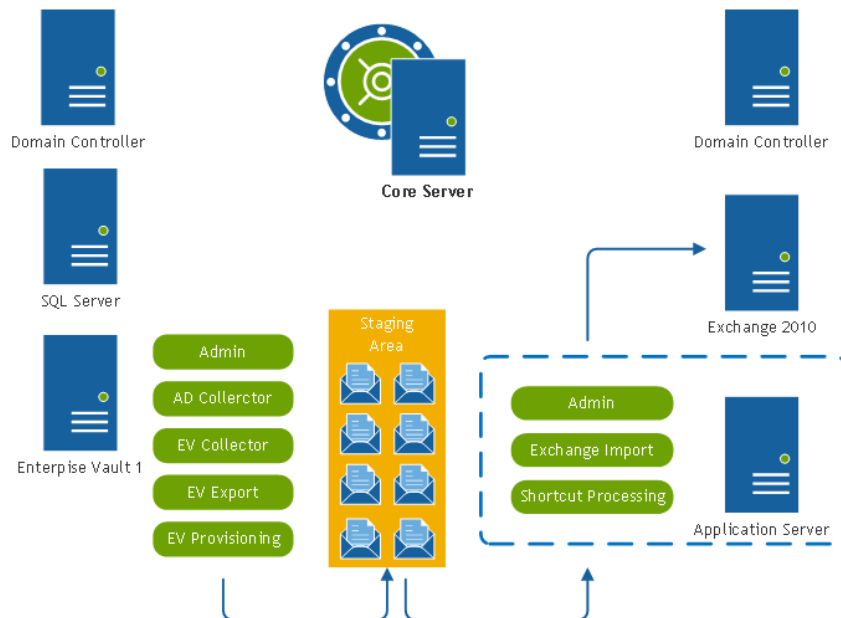 Domain Controller
Core Server
Domain Controller
SQL Server
Exchange 2010
Enterpise Vault 1
Admin
AD Collerctor
EV Collector
EV Export
EV Provisioning
Staging
Area
Admin
Exchange Import
Shortcut Processing
Application Server